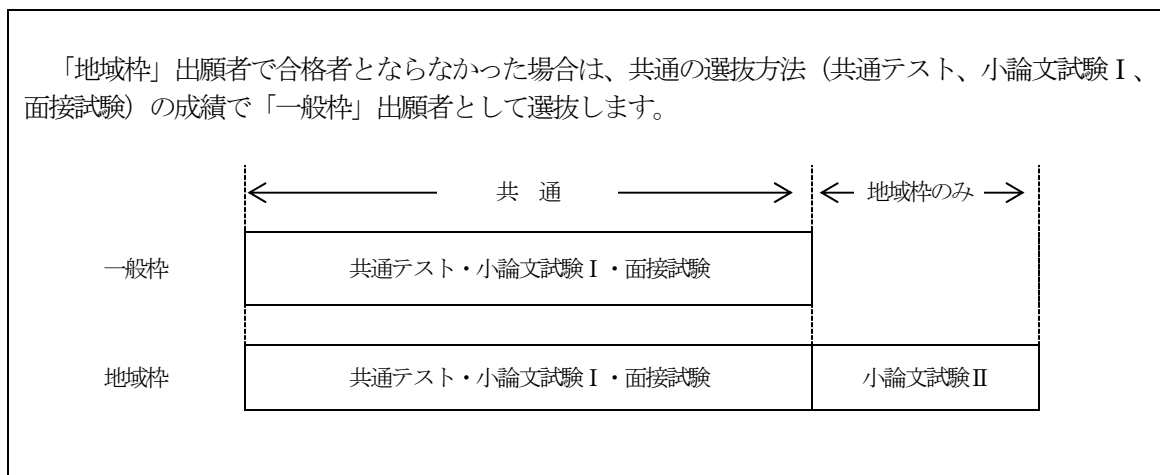 「地域枠」出願者で合格者とならなかった場合は、共通の選抜方法（共通テスト、小論文試験Ⅰ、
面接試験）の成績で「一般枠」出願者として選抜します。
共　通
地域枠のみ
一般枠
共通テスト・小論文試験Ⅰ・面接試験
地域枠
共通テスト・小論文試験Ⅰ・面接試験
小論文試験Ⅱ